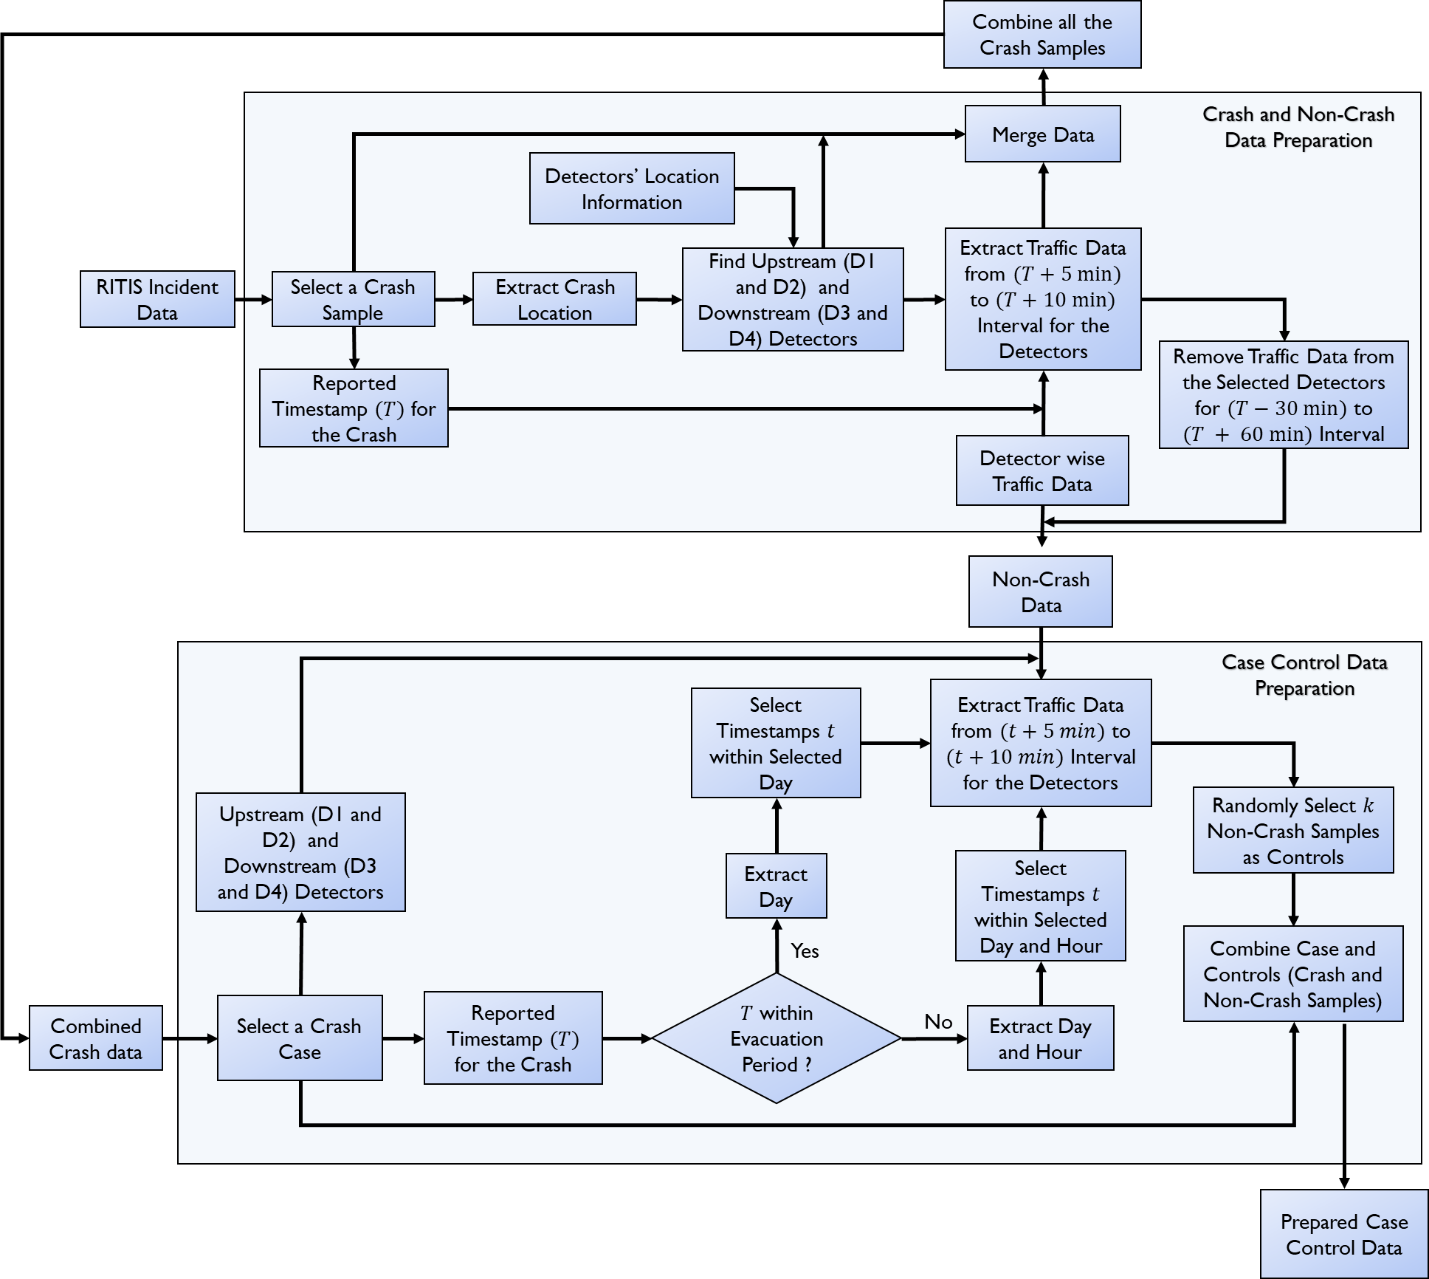 Combine all the
Crash Samples
Crash and Non-Crash
Data Preparation
Merge Data
Detectors' Location
Information
RITIS Incident
Data
Select a Crash
Sample
Extract Crash
Location
Find Upstream (D1
and D2) and
Downstream (D3 and
D4) Detectors
Extract Traffic Data
from (T + 5 min)
to (T + 10 min)
Interval for the
Detectors
Remove Traffic Data from
the Selected Detectors
for (T − 30 min) to
(T + 60 min) Interval
Reported
Timestamp (T) for
the Crash
Detector wise
Traffic Data
Non-Crash
Data
Case Control Data
Preparation
Select
Timestamps t
within Selected
Day
Extract Traffic Data
from (t + 5 min) to
(t + 10 min) Interval
for the Detectors
Upstream (D1 and
D2) and
Downstream (D3
and D4) Detectors
Randomly Select k
Non-Crash Samples
as Controls
Extract
Day
Select
Timestamps t
within Selected
Day and Hour
Yes
Combine Case and
Controls (Crash and
Non-Crash Samples)
Combined
Crash data
Select a Crash
Case
Reported
Timestamp (T)
for the Crash
T within
Evacuation
Period ?
No
Extract Day
and Hour
Prepared Case
Control Data